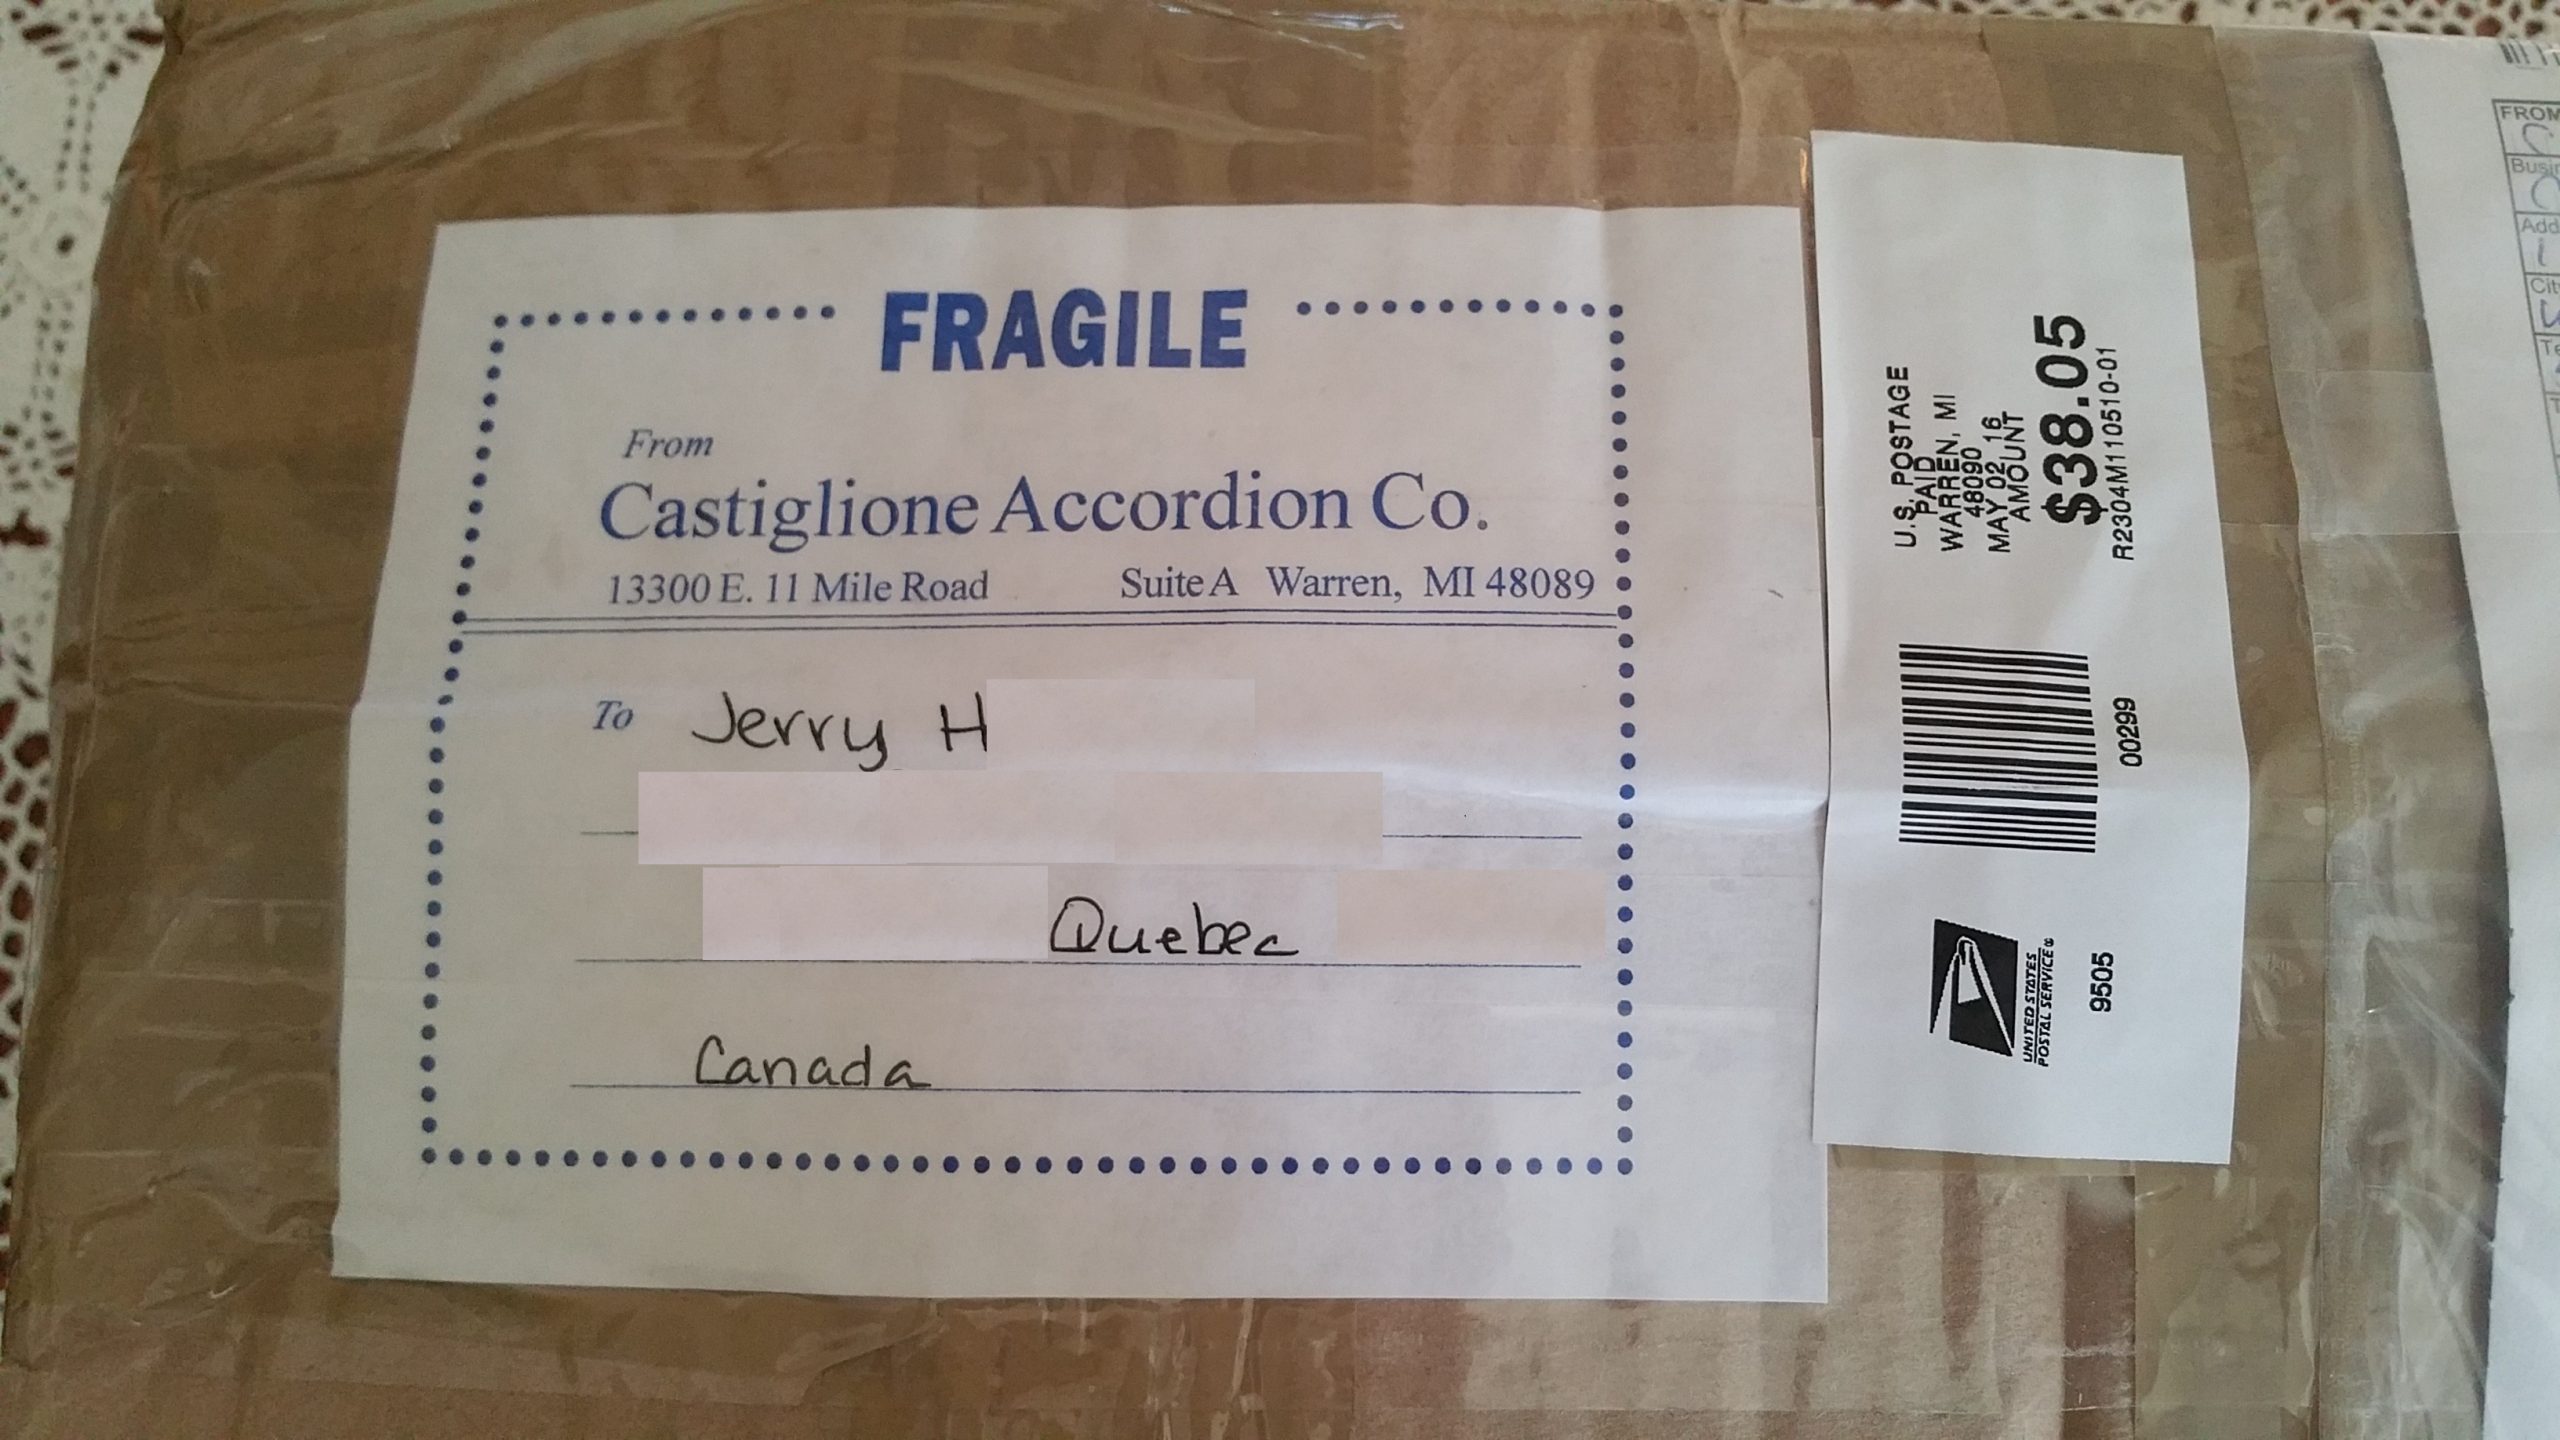 FRAGILE
From
Castiglione Accordion Co.
13300 E. 11 Mile Road Suite A Warren, MI 48089
To Jerry H
Quebec
Canada
U.S. POSTAGE
PAID
WARREN, MI
48090
MAY 02, 16
AMOUNT
$38.05
R2304M110510-01
00299
9505
UNITED STATES
POSTAL SERVICE®
FROM